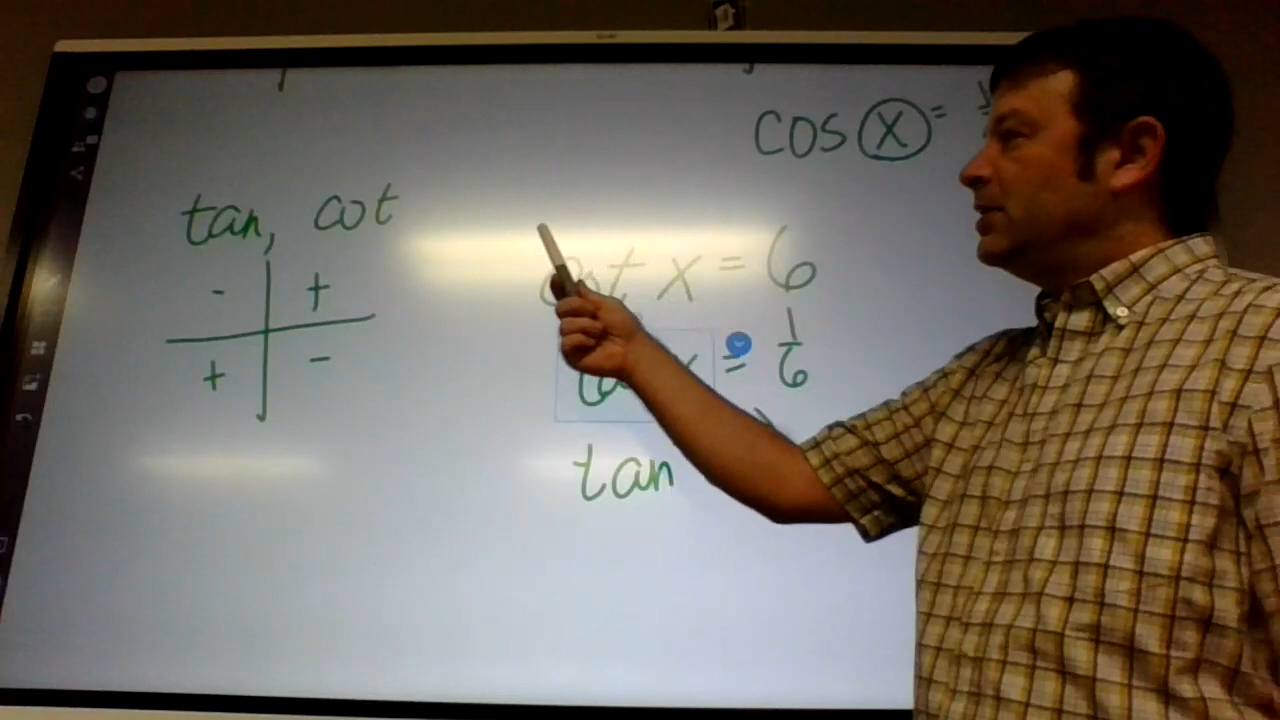 cos x =
tan, cot
- +
+ -
cot x = 6
= 1/6
tan